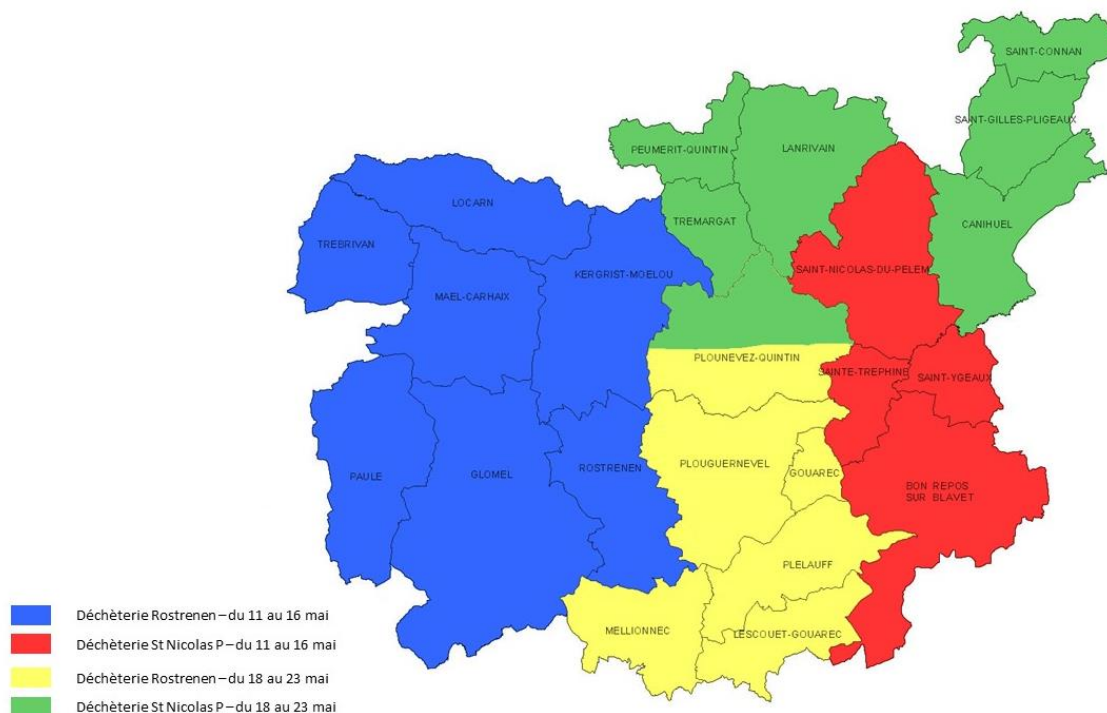 SAINT-CONNAN
SAINT-GILLES-PLIGEAUX
PEUMERIT-QUINTIN
LANRIVAIN
LOCARN
TREMARGAT
CANIHUEL
TREBRIVAN
KERGRIST-MOELOU
SAINT-NICOLAS-DU-PELEM
MAEL-CARHAIX
PLOUNEVEZ-QUINTIN
SAINTE-TREPHINE
SAINT-YGEAUX
PAULE
GLOMEL
ROSTRENEN
PLOUGUERNEVEL
GOUAREC
BON REPOS
SUR BLAVET
PLELAUFF
MELLIONNEC
LESCOUET-GOUAREC
Déchèterie Rostrenen – du 11 au 16 mai
Déchèterie St Nicolas P – du 11 au 16 mai
Déchèterie Rostrenen – du 18 au 23 mai
Déchèterie St Nicolas P – du 18 au 23 mai